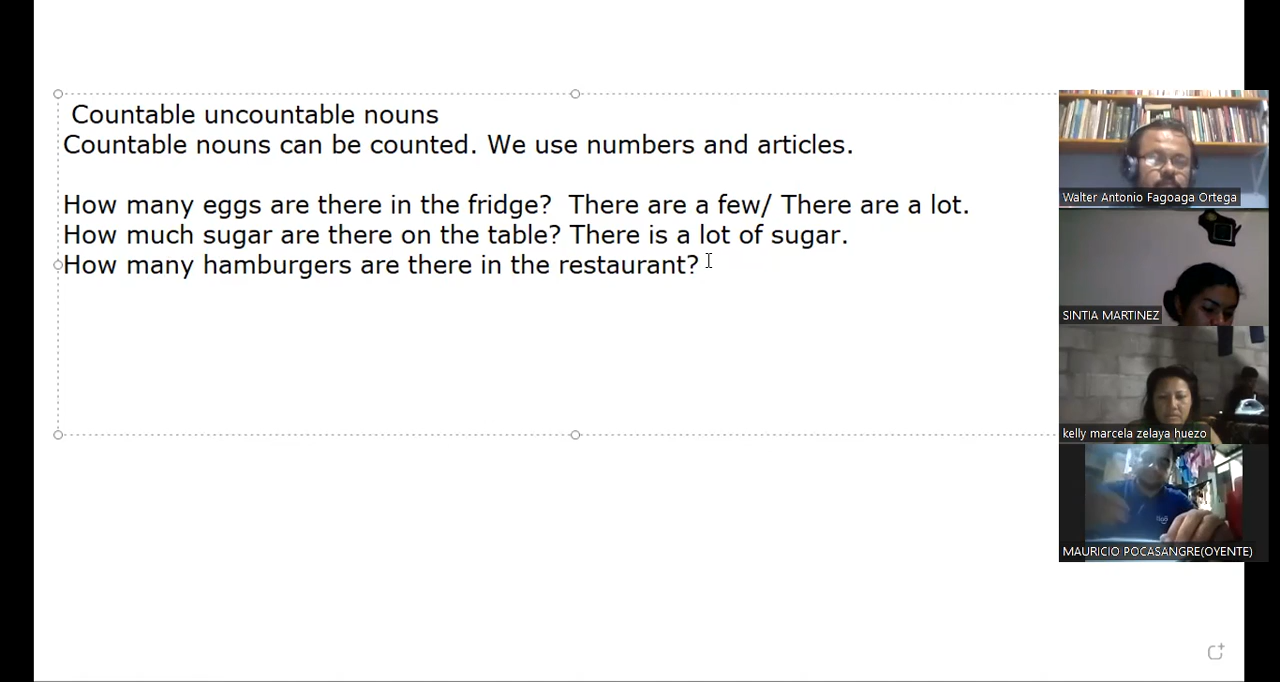 Countable uncountable nouns
Countable nouns can be counted. We use numbers and articles.
How many eggs are there in the fridge?  There are a few/ There are a lot.
How much sugar are there on the table? There is a lot of sugar.
How many hamburgers are there in the restaurant?
Walter Antonio Fagoaga Ortega
SINTIA MARTINEZ
kelly marcela zelaya huezo
tigo
MAURICIO POCASANGRE(OYENTE)